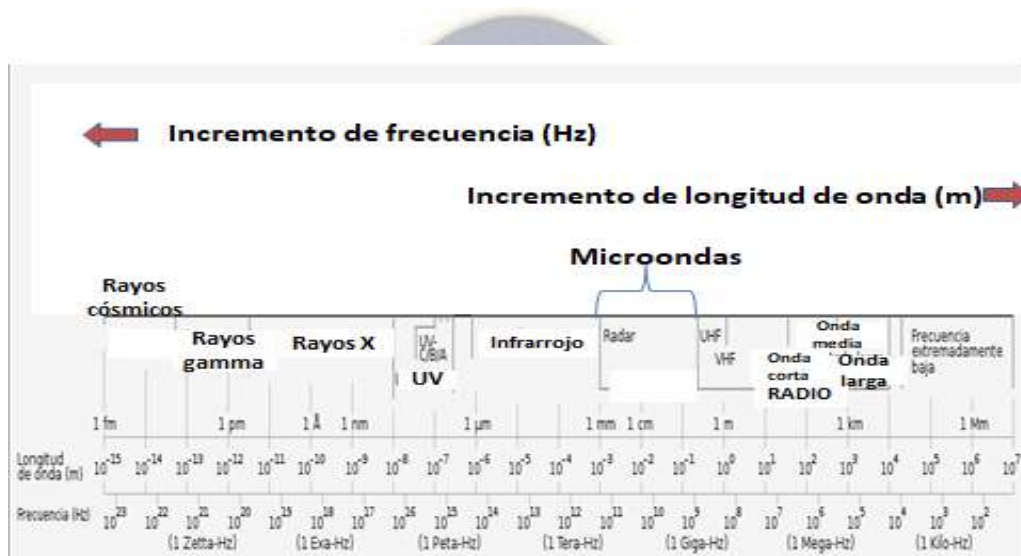 Incremento de frecuencia (Hz)
Incremento de longitud de onda (m)
Microondas
Rayos
cósmicos
Rayos
gamma
Rayos X
UV-
C/B/A
UV
Infrarrojo
Radar
UHF
VHF
Onda
media
Onda
corta
Onda
larga
RADIO
Frecuencia
extremadamente
baja
1 fm 1 pm 1 Å 1 nm 1 μm 1 mm 1 cm 1 m 1 km 1 Mm
Longitud
de onda (m)
10⁻¹⁵ 10⁻¹⁴ 10⁻¹³ 10⁻¹² 10⁻¹¹ 10⁻¹⁰ 10⁻⁹ 10⁻⁸ 10⁻⁷ 10⁻⁶ 10⁻⁵ 10⁻⁴ 10⁻³ 10⁻² 10⁻¹ 10⁰ 10¹ 10² 10³ 10⁴ 10⁵ 10⁶ 10⁷
Frecuencia (Hz)
10²³ 10²² 10²¹ 10²⁰ 10¹⁹ 10¹⁸ 10¹⁷ 10¹⁶ 10¹⁵ 10¹⁴ 10¹³ 10¹² 10¹¹ 10¹⁰ 10⁹ 10⁸ 10⁷ 10⁶ 10⁵ 10⁴ 10³ 10²
(1 Zetta-Hz) (1 Exa-Hz) (1 Peta-Hz) (1 Tera-Hz) (1 Giga-Hz) (1 Mega-Hz) (1 Kilo-Hz)